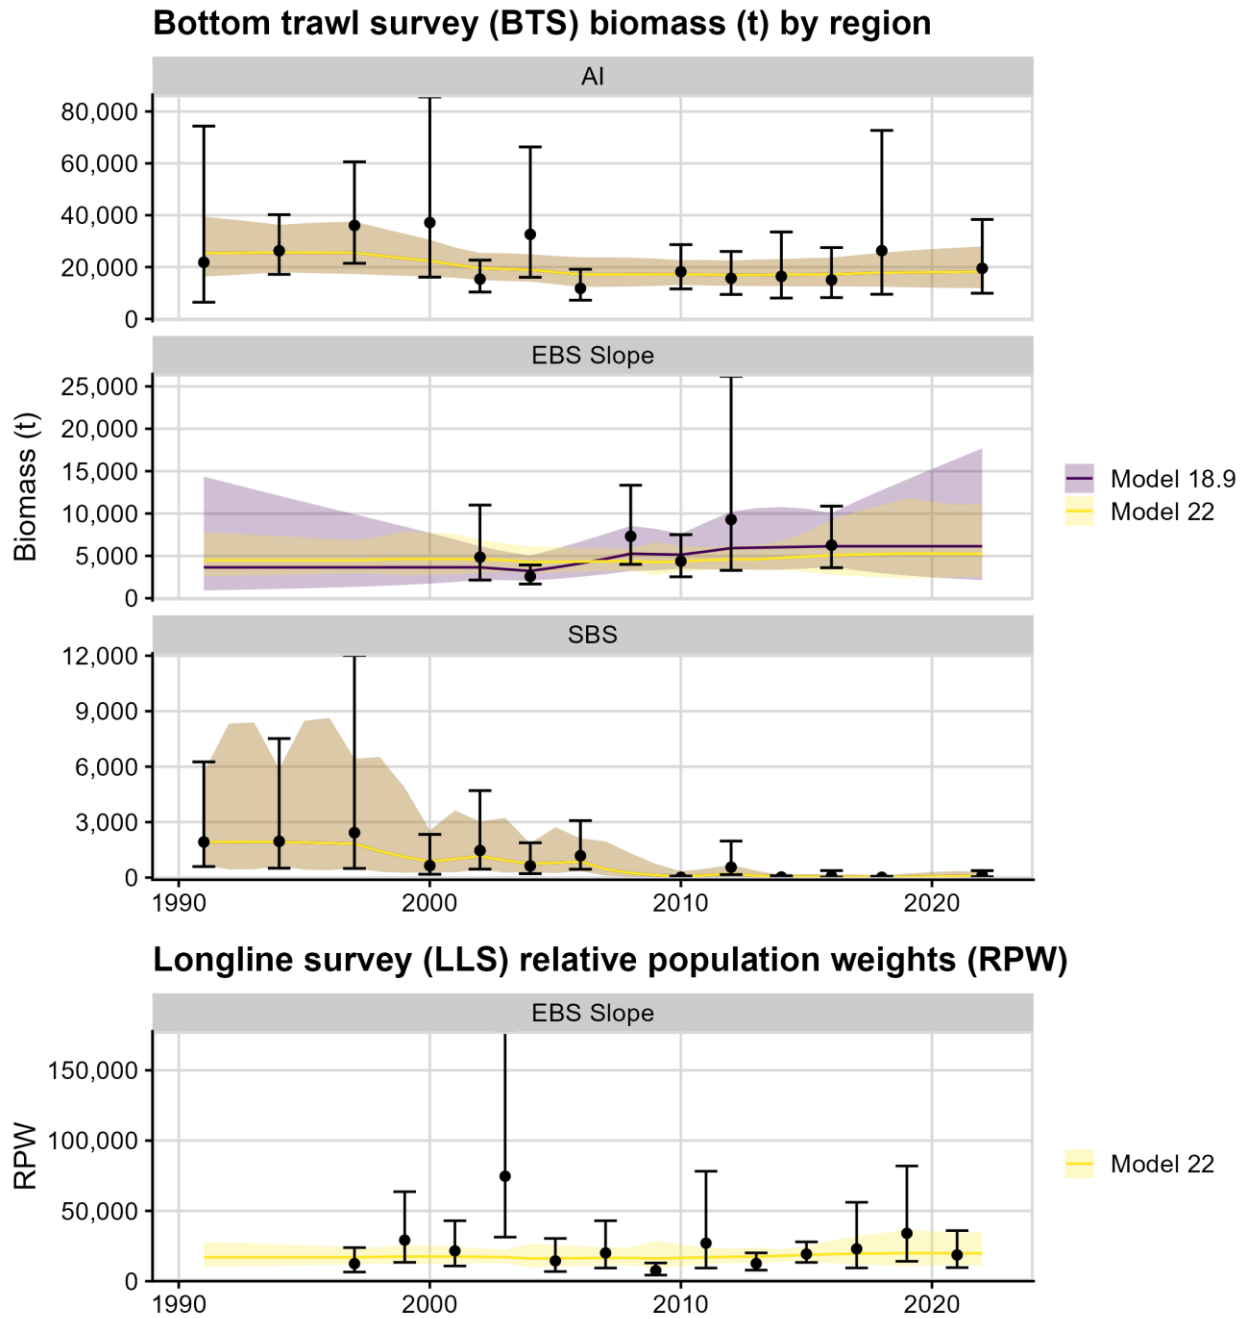 Bottom trawl survey (BTS) biomass (t) by region
AI
80,000
60,000
40,000
20,000
0
EBS Slope
25,000
20,000
15,000
10,000
5,000
0
Biomass (t)
Model 18.9
Model 22
SBS
12,000
9,000
6,000
3,000
0
1990
2000
2010
2020
Longline survey (LLS) relative population weights (RPW)
EBS Slope
150,000
100,000
50,000
0
RPW
Model 22
1990
2000
2010
2020